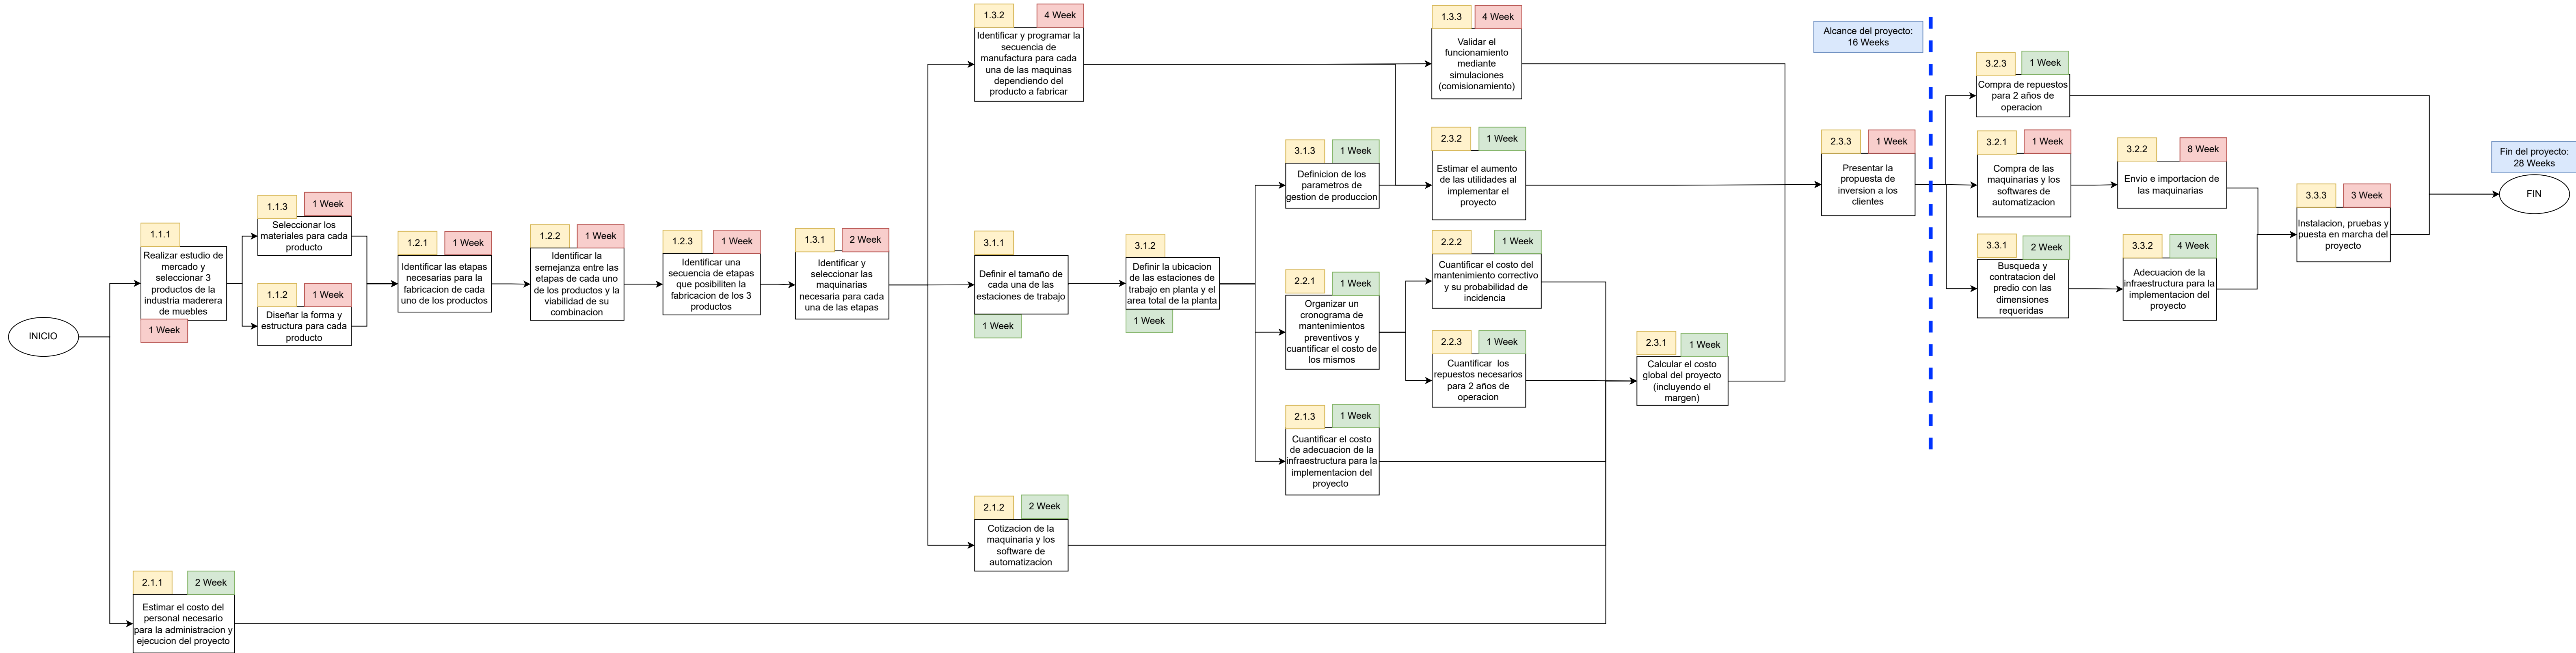 INICIO
1.1.1
Realizar estudio de
mercado y
seleccionar 3
productos de la
industria maderera
de muebles
1 Week
2.1.1
2 Week
Estimar el costo del
personal necesario
para la administracion y
ejecucion del proyecto
1.1.3
1 Week
Seleccionar los
materiales para cada
producto
1.1.2
1 Week
Diseñar la forma y
estructura para cada
producto
1.2.1
1 Week
Identificar las etapas
necesarias para la
fabricacion de cada
uno de los productos
1.2.2
1 Week
Identificar la
semejanza entre las
etapas de cada uno
de los productos y la
viabilidad de su
combinacion
1.2.3
1 Week
Identificar una
secuencia de etapas
que posibiliten la
fabricacion de los 3
productos
1.3.1
2 Week
Identificar y
seleccionar las
maquinarias
necesaria para cada
una de las etapas
1.3.2
4 Week
Identificar y programar la
secuencia de
manufactura para cada
una de las maquinas
dependiendo del
producto a fabricar
3.1.1
Definir el tamaño de
cada una de las
estaciones de trabajo
1 Week
2.1.2
2 Week
Cotizacion de la
maquinaria y los
software de
automatizacion
3.1.2
Definir la ubicacion
de las estaciones de
trabajo en planta y el
area total de la planta
1 Week
3.1.3
1 Week
Definicion de los
parametros de
gestion de produccion
2.2.1
1 Week
Organizar un
cronograma de
mantenimientos
preventivos y
cuantificar el costo de
los mismos
2.1.3
1 Week
Cuantificar el costo
de adecuacion de la
infraestructura para la
implementacion del
proyecto
1.3.3
4 Week
Validar el
funcionamiento
mediante
simulaciones
(comisionamiento)
2.3.2
1 Week
Estimar el aumento
de las utilidades al
implementar el
proyecto
2.2.2
1 Week
Cuantificar el costo del
mantenimiento correctivo
y su probabilidad de
incidencia
2.2.3
1 Week
Cuantificar los
repuestos necesarios
para 2 años de
operacion
2.3.1
1 Week
Calcular el costo
global del proyecto
(incluyendo el
margen)
Alcance del proyecto:
16 Weeks
2.3.3
1 Week
Presentar la
propuesta de
inversion a los
clientes
3.2.3
1 Week
Compra de repuestos
para 2 años de
operacion
3.2.1
1 Week
Compra de las
maquinarias y los
softwares de
automatizacion
3.3.1
2 Week
Busqueda y
contratacion del
predio con las
dimensiones
requeridas
3.2.2
8 Week
Envio e importacion de
las maquinarias
3.3.2
4 Week
Adecuacion de la
infraestructura para la
implementacion del
proyecto
3.3.3
3 Week
Instalacion, pruebas y
puesta en marcha del
proyecto
Fin del proyecto:
28 Weeks
FIN